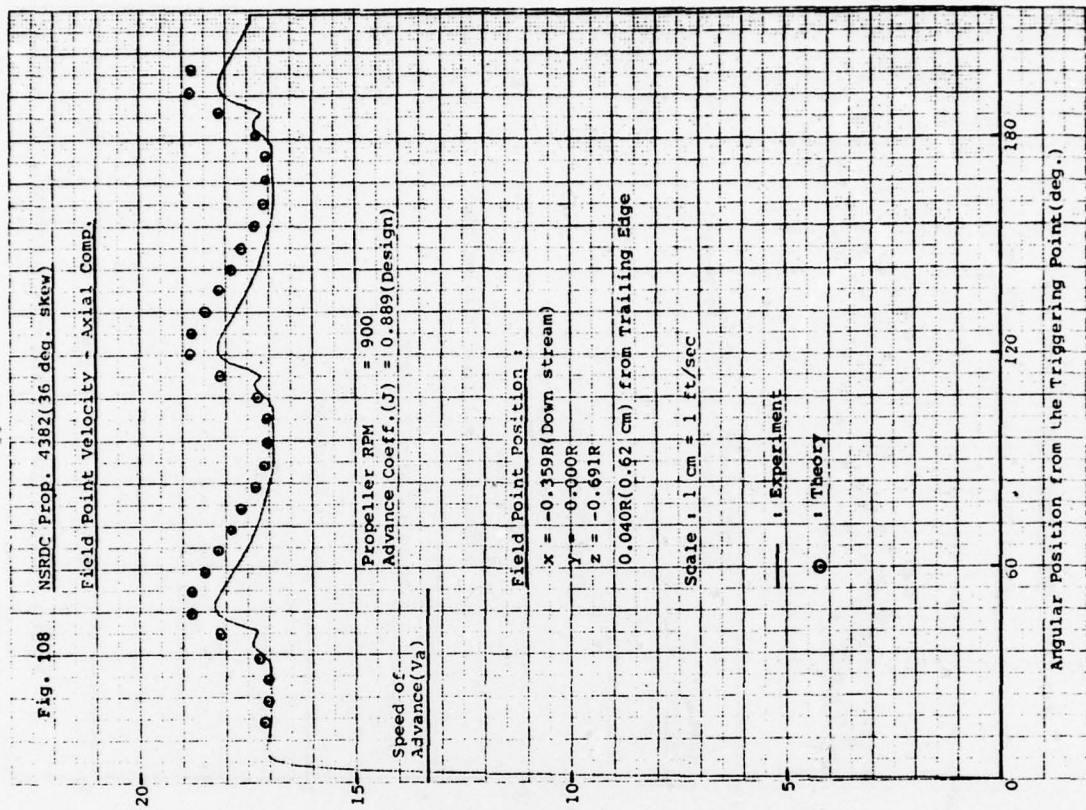 Fig. 108 NSRDC Prop. 4382(36 deg. skew)
Field Point Velocity - Axial Comp.
Propeller RPM = 900
Advance Coeff.(J) = 0.889(Design)
Speed of
Advance(Va)
Field Point Position :
x = -0.359R(Down stream)
Y = 0.000R
z = -0.691R
0.040R(0.62 cm) from Trailing Edge
Scale : 1 cm = 1 ft/sec
: Experiment
: Theory
20
15
10
5
0
0
60
120
180
Angular Position from the Triggering Point(deg.)